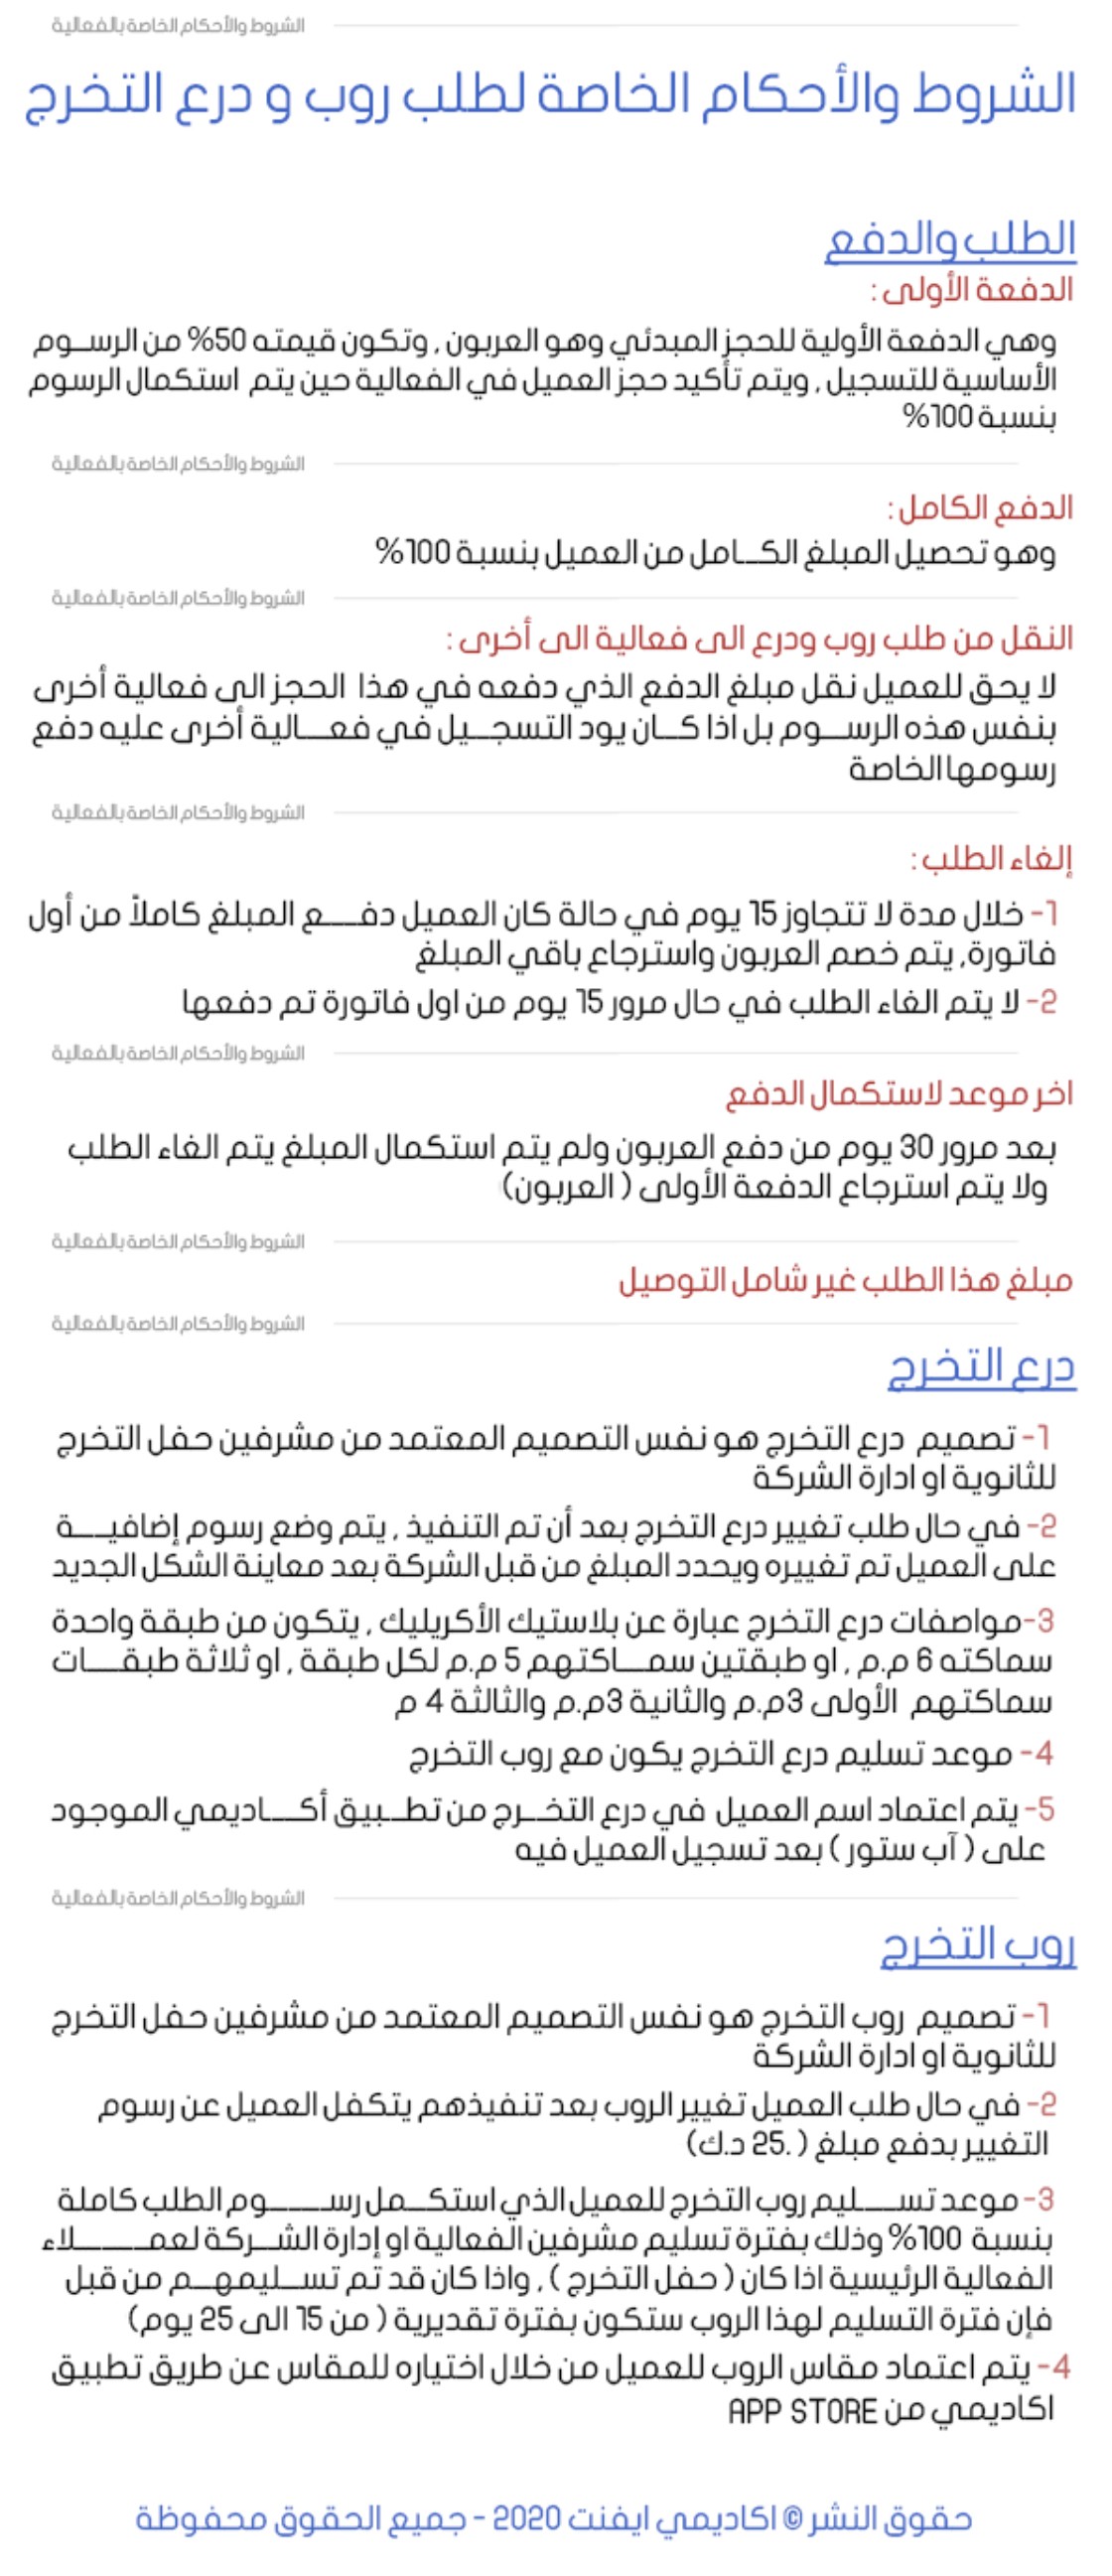 الشروط والأحكام الخاصة بالفعالية
الشروط والأحكام الخاصة لطلب روب و درع التخرج
الطلب والدفع
الدفعة الأولى :
وهي الدفعة الأولية للحجز المبدئي وهو العربون , وتكون قيمته 50% من الرســوم
الأساسية للتسجيل , ويتم تأكيد حجز العميل في الفعالية حين يتم استكمال الرسوم
بنسبة 100%
الشروط والأحكام الخاصة بالفعالية
الدفع الكامل :
وهو تحصيل المبلغ الكــامل من العميل بنسبة 100%
الشروط والأحكام الخاصة بالفعالية
النقل من طلب روب ودرع الى فعالية الى أخرى :
لا يحق للعميل نقل مبلغ الدفع الذي دفعه في هذا الحجز الى فعالية أخرى
بنفس هذه الرســوم بل اذا كــان يود التسجــيل في فعــالية أخرى عليه دفع
رسومها الخاصة
الشروط والأحكام الخاصة بالفعالية
إلغاء الطلب :
1- خلال مدة لا تتجاوز 15 يوم في حالة كان العميل دفــــع المبلغ كاملاً من أول
فاتورة, يتم خصم العربون واسترجاع باقي المبلغ
2- لا يتم الغاء الطلب في حال مرور 15 يوم من اول فاتورة تم دفعها
الشروط والأحكام الخاصة بالفعالية
اخر موعد لاستكمال الدفع
بعد مرور 30 يوم من دفع العربون ولم يتم استكمال المبلغ يتم الغاء الطلب
ولا يتم استرجاع الدفعة الأولى ( العربون)
الشروط والأحكام الخاصة بالفعالية
مبلغ هذا الطلب غير شامل التوصيل
الشروط والأحكام الخاصة بالفعالية
درع التخرج
1- تصميم درع التخرج هو نفس التصميم المعتمد من مشرفين حفل التخرج
للثانوية او ادارة الشركة
2- في حال طلب تغيير درع التخرج بعد أن تم التنفيذ , يتم وضع رسوم إضافيـــة
على العميل تم تغييره ويحدد المبلغ من قبل الشركة بعد معاينة الشكل الجديد
3-مواصفات درع التخرج عبارة عن بلاستيك الأكريليك , يتكون من طبقة واحدة
سماكته 6 م.م , او طبقتين سمــاكتهم 5 م.م لكل طبقة , او ثلاثة طبقــات
سماكتهم الأولى 3م.م والثانية 3م.م والثالثة 4 م
4- موعد تسليم درع التخرج يكون مع روب التخرج
5- يتم اعتماد اسم العميل في درع التخــرج من تطــبيق أكــــاديمي الموجود
على ( آب ستور ) بعد تسجيل العميل فيه
الشروط والأحكام الخاصة بالفعالية
روب التخرج
1- تصميم روب التخرج هو نفس التصميم المعتمد من مشرفين حفل التخرج
للثانوية او ادارة الشركة
2- في حال طلب العميل تغيير الروب بعد تنفيذهم يتكفل العميل عن رسوم
التغيير بدفع مبلغ ( .25 د.ك)
3- موعد تســـليم روب التخرج للعميل الذي استكــمل رســـــوم الطلب كاملة
بنسبة 100% وذلك بفترة تسليم مشرفين الفعالية او إدارة الشــركة لعمــــــلاء
الفعالية الرئيسية اذا كان ( حفل التخرج ) , واذا كان قد تم تســليمهــم من قبل
فإن فترة التسليم لهذا الروب ستكون بفترة تقديرية ( من 15 الى 25 يوم)
4- يتم اعتماد مقاس الروب للعميل من خلال اختياره للمقاس عن طريق تطبيق
اكاديمي من APP STORE
حقوق النشر © اكاديمي ايفنت 2020 - جميع الحقوق محفوظة